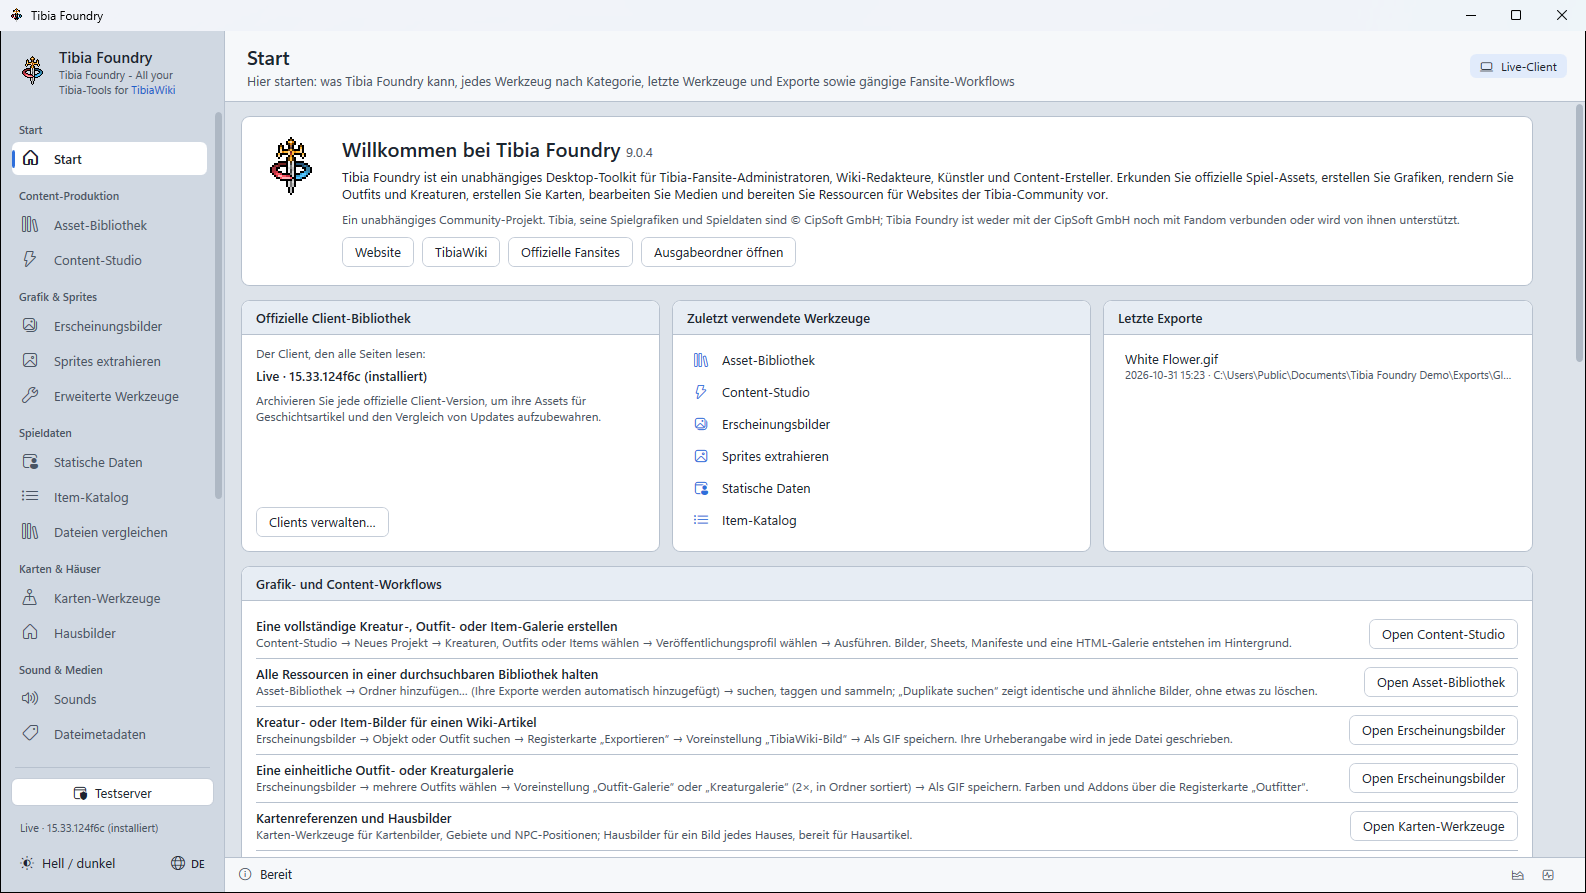 Tibia Foundry
Tibia Foundry
Tibia Foundry - All your
Tibia-Tools for TibiaWiki
Start
Start
Content-Produktion
Asset-Bibliothek
Content-Studio
Grafik & Sprites
Erscheinungsbilder
Sprites extrahieren
Erweiterte Werkzeuge
Spieldaten
Statische Daten
Item-Katalog
Dateien vergleichen
Karten & Häuser
Karten-Werkzeuge
Hausbilder
Sound & Medien
Sounds
Dateimetadaten
Testserver
Live · 15.33.124f6c (installiert)
Hell / dunkel
DE
Start
Hier starten: was Tibia Foundry kann, jedes Werkzeug nach Kategorie, letzte Werkzeuge und Exporte sowie gängige Fansite-Workflows
Live-Client
Willkommen bei Tibia Foundry 9.0.4
Tibia Foundry ist ein unabhängiges Desktop-Toolkit für Tibia-Fansite-Administratoren, Wiki-Redakteure, Künstler und Content-Ersteller. Erkunden Sie offizielle Spiel-Assets, erstellen Sie Grafiken, rendern Sie
Outfits und Kreaturen, erstellen Sie Karten, bearbeiten Sie Medien und bereiten Sie Ressourcen für Websites der Tibia-Community vor.
Ein unabhängiges Community-Projekt. Tibia, seine Spielgrafiken und Spieldaten sind © CipSoft GmbH; Tibia Foundry ist weder mit der CipSoft GmbH noch mit Fandom verbunden oder wird von ihnen unterstützt.
Website
TibiaWiki
Offizielle Fansites
Ausgabeordner öffnen
Offizielle Client-Bibliothek
Der Client, den alle Seiten lesen:
Live · 15.33.124f6c (installiert)
Archivieren Sie jede offizielle Client-Version, um ihre Assets für
Geschichtsartikel und den Vergleich von Updates aufzubewahren.
Clients verwalten...
Zuletzt verwendete Werkzeuge
Asset-Bibliothek
Content-Studio
Erscheinungsbilder
Sprites extrahieren
Statische Daten
Item-Katalog
Letzte Exporte
White Flower.gif
2026-10-31 15:23 · C:\Users\Public\Documents\Tibia Foundry Demo\Exports\GI...
Grafik- und Content-Workflows
Eine vollständige Kreatur-, Outfit- oder Item-Galerie erstellen
Content-Studio → Neues Projekt → Kreaturen, Outfits oder Items wählen → Veröffentlichungsprofil wählen → Ausführen. Bilder, Sheets, Manifeste und eine HTML-Galerie entstehen im Hintergrund.
Open Content-Studio
Alle Ressourcen in einer durchsuchbaren Bibliothek halten
Asset-Bibliothek → Ordner hinzufügen... (Ihre Exporte werden automatisch hinzugefügt) → suchen, taggen und sammeln; „Duplikate suchen“ zeigt identische und ähnliche Bilder, ohne etwas zu löschen.
Open Asset-Bibliothek
Kreatur- oder Item-Bilder für einen Wiki-Artikel
Erscheinungsbilder → Objekt oder Outfit suchen → Registerkarte „Exportieren“ → Voreinstellung „TibiaWiki-Bild“ → Als GIF speichern. Ihre Urheberangabe wird in jede Datei geschrieben.
Open Erscheinungsbilder
Eine einheitliche Outfit- oder Kreaturgalerie
Erscheinungsbilder → mehrere Outfits wählen → Voreinstellung „Outfit-Galerie“ oder „Kreaturgalerie“ (2×, in Ordner sortiert) → Als GIF speichern. Farben und Addons über die Registerkarte „Outfitter“.
Open Erscheinungsbilder
Kartenreferenzen und Hausbilder
Karten-Werkzeuge für Kartenbilder, Gebiete und NPC-Positionen; Hausbilder für ein Bild jedes Hauses, bereit für Hausartikel.
Open Karten-Werkzeuge
Bereit